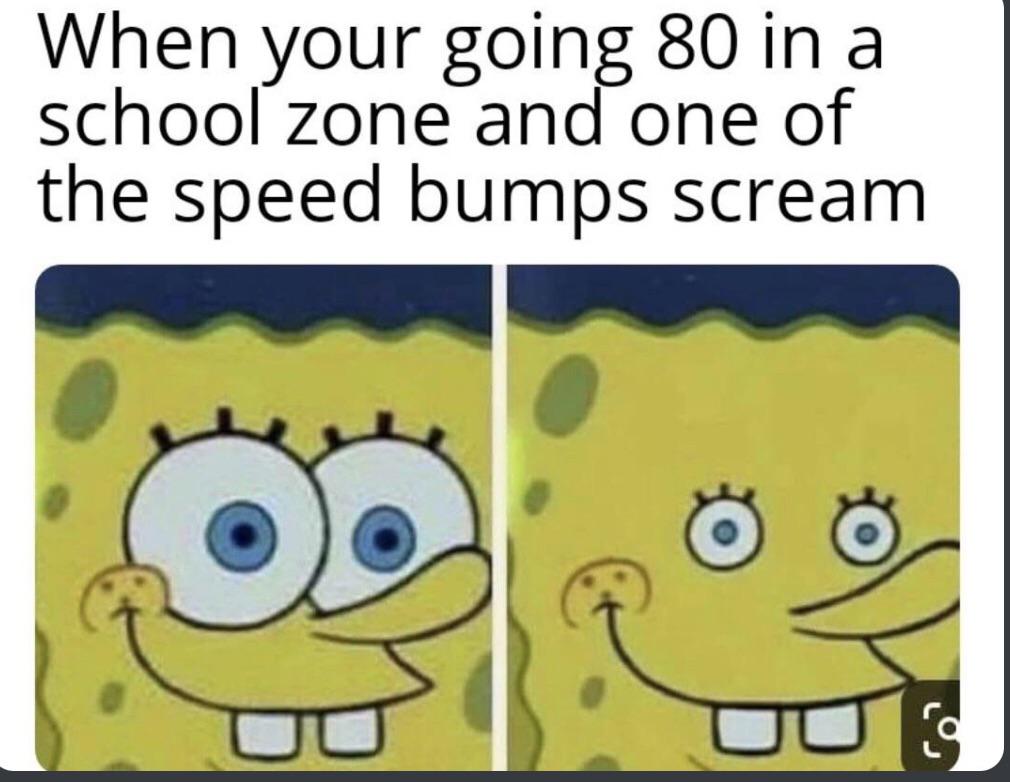 When your going 80 in a
school zone and one of
the speed bumps scream